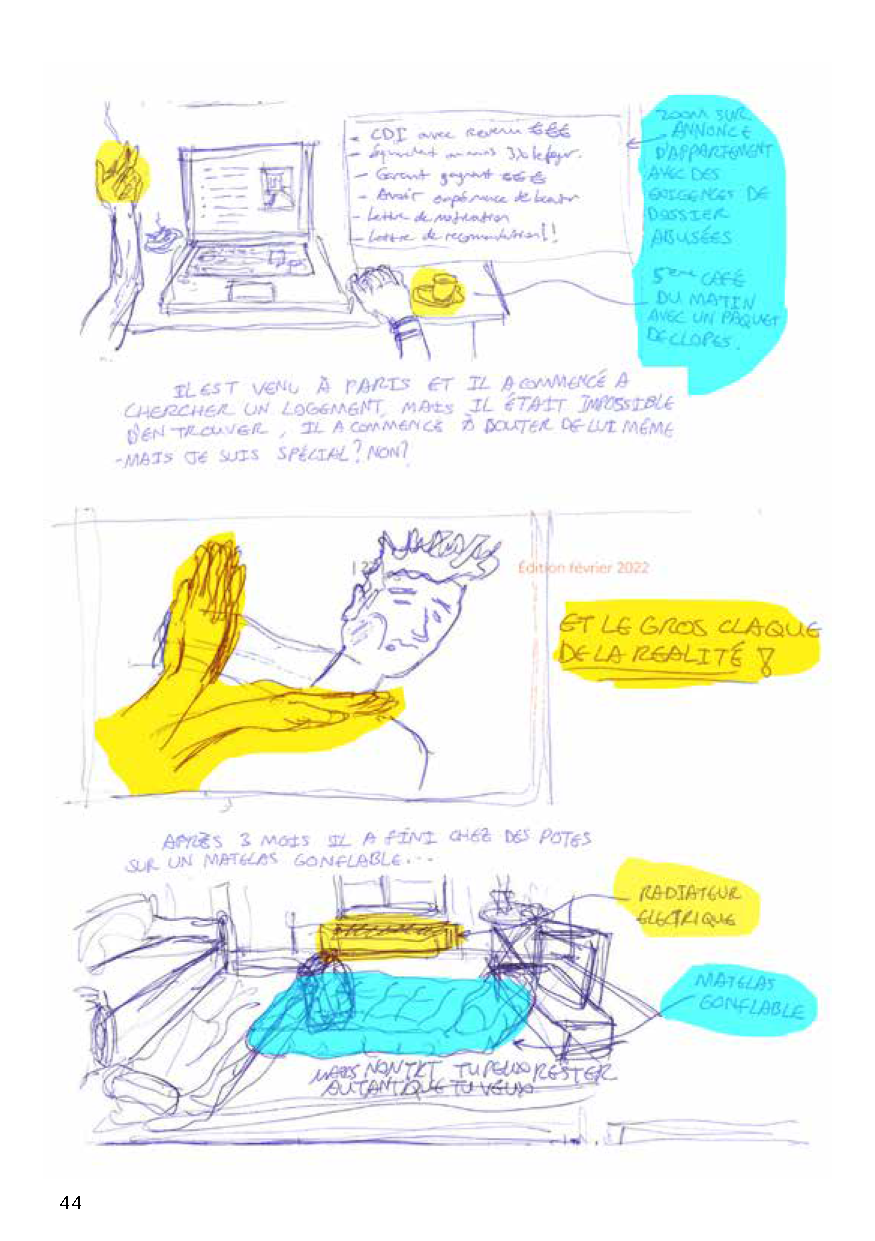 - CDI avec revenu €€€
- Équivalent au moins 3x le loyer.
- Garant gagnant €€€
- Avoir expérience de
- Lettre de motivation
- Lettre de recommandation!!
ZOOM SUR
ANNONCE
D'APPARTEMENT
AVEC DES
EXIGENCES DE
DOSSIER
ABUSÉES
5ème CAFÉ
DU MATIN
AVEC UN PAQUET
DE CLOPES.
IL EST VENU À PARIS ET IL A COMMENCÉ A
CHERCHER UN LOGEMENT, MAIS IL ÉTAIT IMPOSSIBLE
D'EN TROUVER, IL A COMMENCÉ À DOUTER DE LUI MÊME
-MAIS JE SUIS SPÉCIAL? NON?
Édition février 2022
ET LE GROS CLAQUE
DE LA REALITÉ !
APRÈS 3 MOIS IL A FINI CHEZ DES POTES
SUR UN MATELAS GONFLABLE...
RADIATEUR
ELECTRIQUE
MATELAS
GONFLABLE
MAIS NON TKT TU PEUX RESTER
AUTANT QUE TU VEUX
44